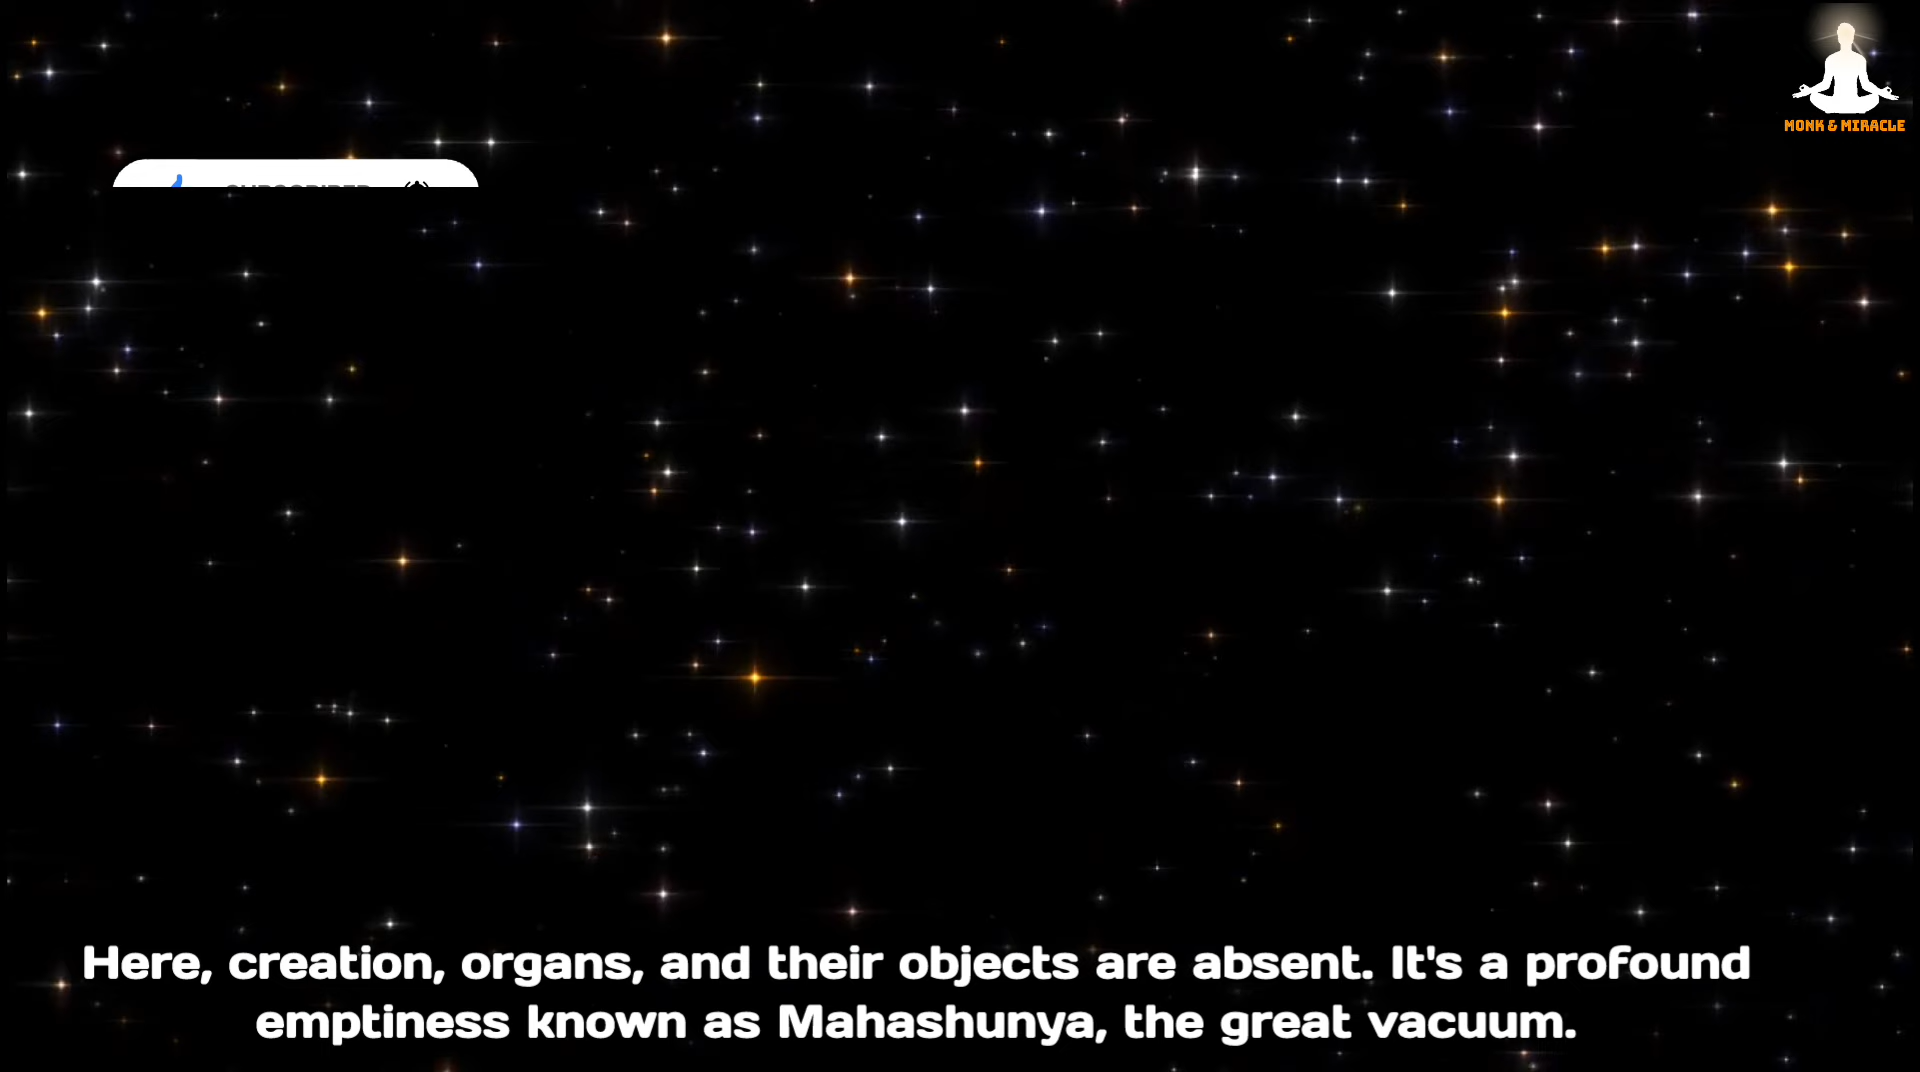 MONK & MIRACLE
SUBSCRIBED
Here, creation, organs, and their objects are absent. It's a profound
emptiness known as Mahashunya, the great vacuum.